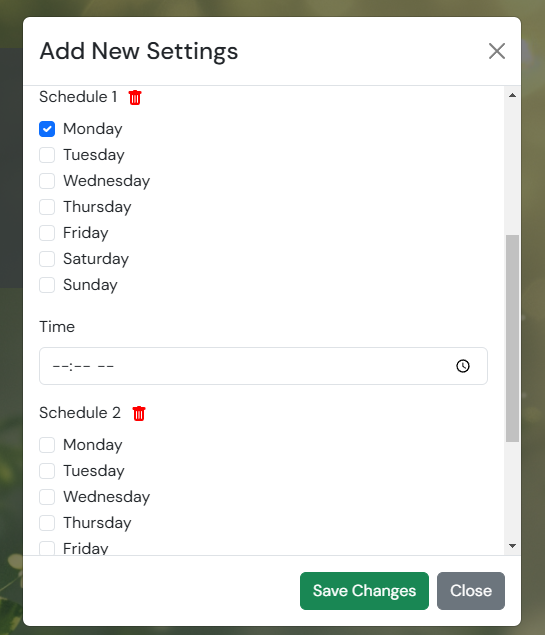 Add New Settings
Schedule 1
Monday
Tuesday
Wednesday
Thursday
Friday
Saturday
Sunday
Time
--:-- --
Schedule 2
Monday
Tuesday
Wednesday
Thursday
Friday
Save Changes Close